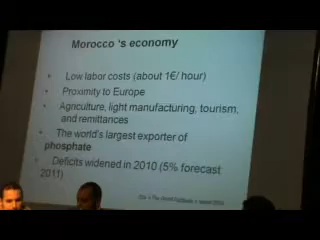 Morocco ‘s economy
• Low labor costs (about 1€/ hour)
• Proximity to Europe
• Agriculture, light manufacturing, tourism,
and remittances
• The world's largest exporter of
phosphate
• Deficits widened in 2010 (5% forecast
2011)